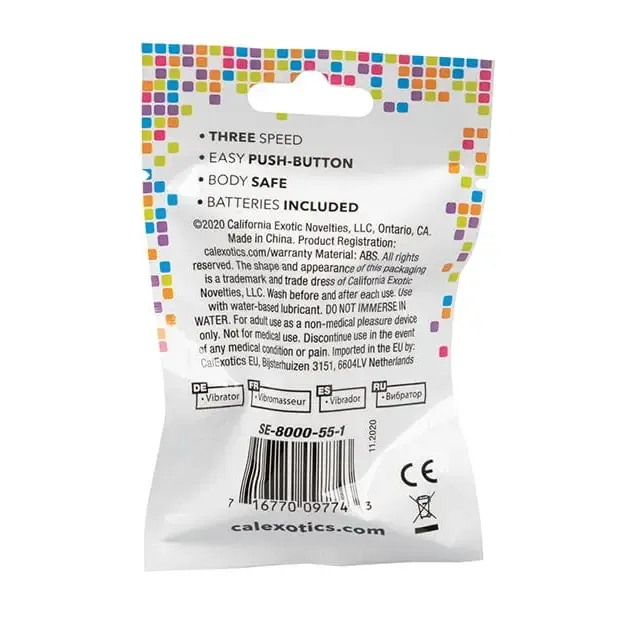 • THREE SPEED
• EASY PUSH-BUTTON
• BODY SAFE
• BATTERIES INCLUDED
©2020 California Exotic Novelties, LLC, Ontario, CA.
Made in China. Product Registration:
calexotics.com/warranty Material: ABS. All rights
reserved. The shape and appearance of this packaging
is a trademark and trade dress of California Exotic
Novelties, LLC. Wash before and after each use. Use
with water-based lubricant. DO NOT IMMERSE IN
WATER. For adult use as a non-medical pleasure device
only. Not for medical use. Discontinue use in the event
of any medical condition or pain. Imported in the EU by:
CalExotics EU, Bijsterhuizen 3151, 6604LV Netherlands
DE
• Vibrator
FR
• Vibromasseur
ES
• Vibrador
RU
• Вибратор
SE-8000-55-1
11.2020
7 16770 09774 3
CE
calexotics.com